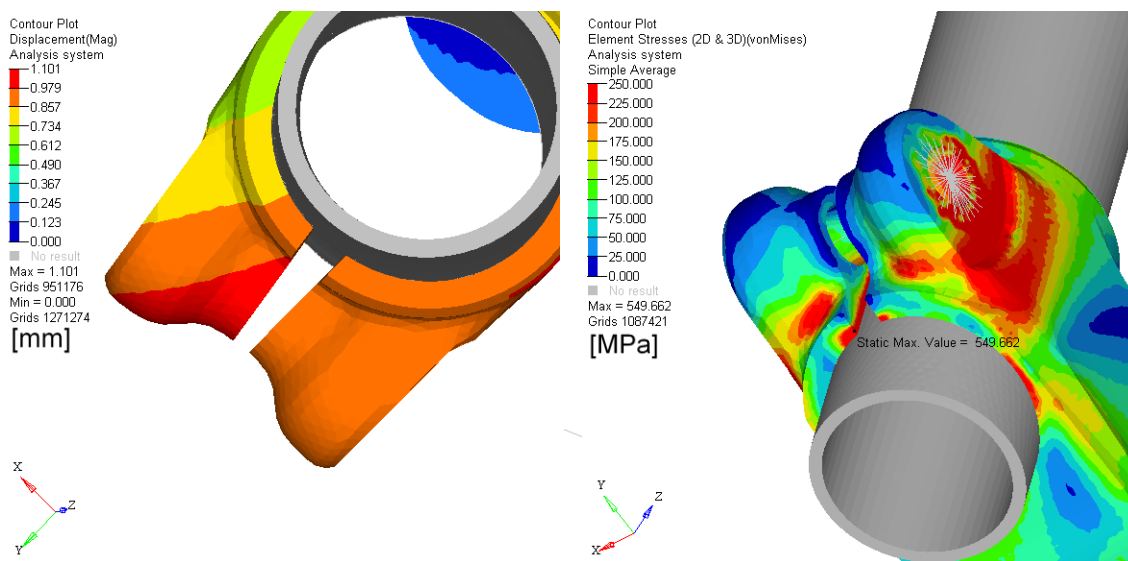 Contour Plot
Displacement(Mag)
Analysis system
1.101
0.979
0.857
0.734
0.612
0.490
0.367
0.245
0.123
0.000
No result
Max = 1.101
Grids 951176
Min = 0.000
Grids 1271274
[mm]
X
Z
Y
Contour Plot
Element Stresses (2D & 3D)(vonMises)
Analysis system
Simple Average
250.000
225.000
200.000
175.000
150.000
125.000
100.000
75.000
50.000
25.000
0.000
No result
Max = 549.662
Grids 1087421
[MPa]
Static Max. Value = 549.662
Y
Z
X